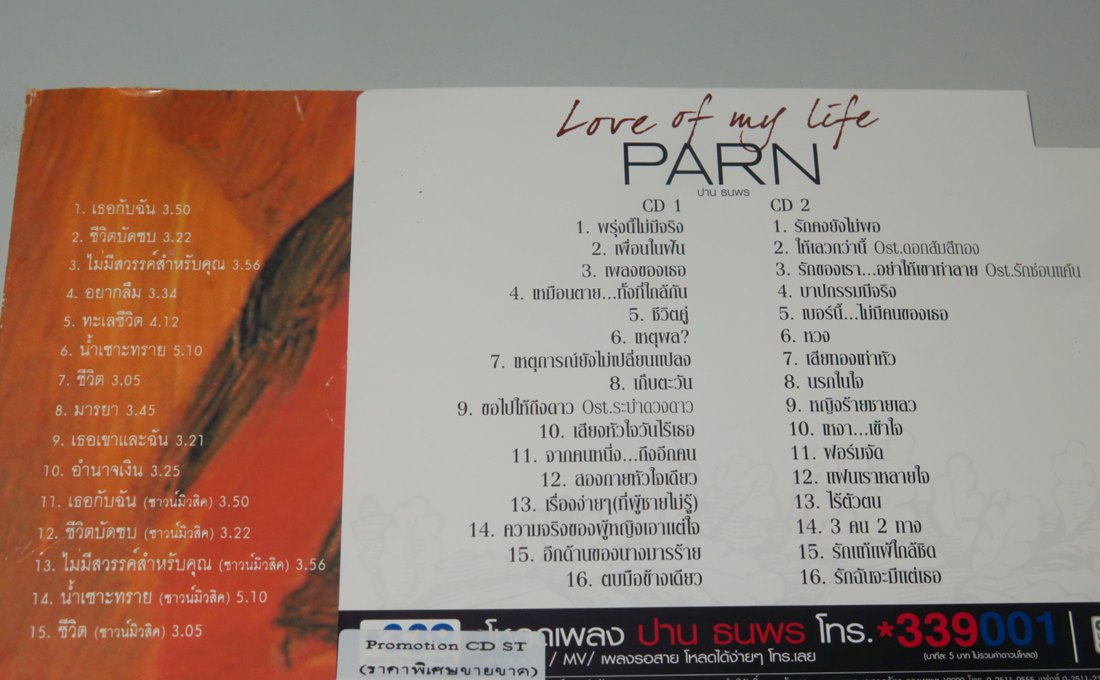 1. เธอกับฉัน 3.50
2. ชีวิตบัดซบ 3.22
3. ไม่มีสวรรค์สำหรับคุณ 3.56
4. อยากลืม 3.34
5. ทะเลชีวิต 4.12
6. น้ำเซาะทราย 5.10
7. ชีวิต 3.05
8. มารยา 3.45
9. เธอเขาและฉัน 3.21
10. อำนาจเงิน 3.25
11. เธอกับฉัน (ซาวน์มิวสิค) 3.50
12. ชีวิตบัดซบ (ซาวน์มิวสิค) 3.22
13. ไม่มีสวรรค์สำหรับคุณ (ซาวน์มิวสิค) 3.56
14. น้ำเซาะทราย (ซาวน์มิวสิค) 5.10
15. ชีวิต (ซาวน์มิวสิค) 3.05
Love of my life
PARN
ปาน ธนพร
CD 1
1. พรุ่งนี้ไม่มีจริง
2. เพื่อนในฝัน
3. เพลงของเธอ
4. เหมือนตาย...ทั้งที่ใกล้กัน
5. ชีวิตคู่
6. เหตุผล?
7. เหตุการณ์ยังไม่เปลี่ยนแปลง
8. เก็บตะวัน
9. ขอไปให้ถึงดาว Ost.ระบำดวงดาว
10. เสียงหัวใจวันไร้เธอ
11. จากคนหนึ่ง...ถึงอีกคน
12. สองกายหัวใจเดียว
13. เรื่องง่ายๆ(ที่ผู้ชายไม่รู้)
14. ความจริงของผู้หญิงเอาแต่ใจ
15. อีกด้านของนางมารร้าย
16. ตบมือข้างเดียว
CD 2
1. รักคงยังไม่พอ
2. ให้เลวกว่านี้ Ost.ดอกส้มสีทอง
3. รักของเรา...อย่าให้เขาทำลาย Ost.รักซ่อนแค้น
4. บาปกรรมมีจริง
5. เบอร์นี้...ไม่มีคนของเธอ
6. หวง
7. เสียทองเท่าหัว
8. นรกในใจ
9. หญิงร้ายชายเลว
10. เหงา...เข้าใจ
11. ฟอร์มจัด
12. แฟนเราหลายใจ
13. ไร้ตัวตน
14. 3 คน 2 ทาง
15. รักแท้แพ้ใกล้ชิด
16. รักฉันจะมีแต่เธอ
โหลดเพลง ปาน ธนพร โทร.*339001
(นาทีละ 5 บาท ไม่รวมค่าดาวน์โหลด)
/ MV/ เพลงรอสาย โหลดได้ง่ายๆ โทร.เลย
Promotion CD ST
(ราคาพิเศษขายขาด)